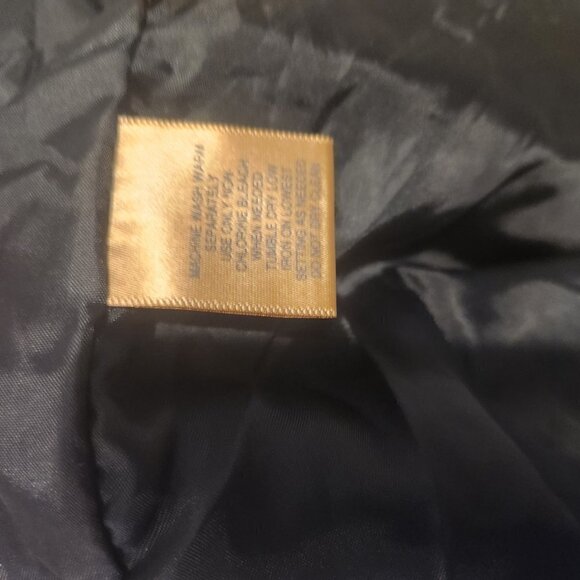 MACHINE WASH WARM
SEPARATELY
USE ONLY NON
CHLORINE BLEACH
WHEN NEEDED
TUMBLE DRY LOW
IRON ON LOWEST
SETTING AS NEEDED
DO NOT DRY CLEAN